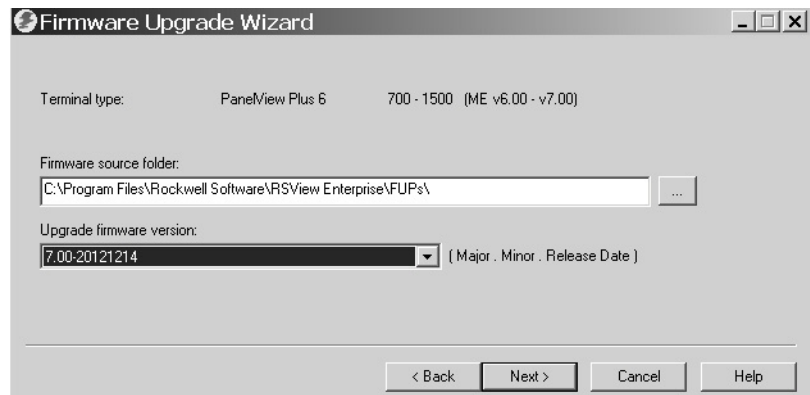 Firmware Upgrade Wizard
Terminal type: PanelView Plus 6 700 - 1500 (ME v6.00 - v7.00)
Firmware source folder:
C:\Program Files\Rockwell Software\RSView Enterprise\FUPs\
...
Upgrade firmware version:
7.00-20121214 ( Major . Minor . Release Date )
< Back Next > Cancel Help